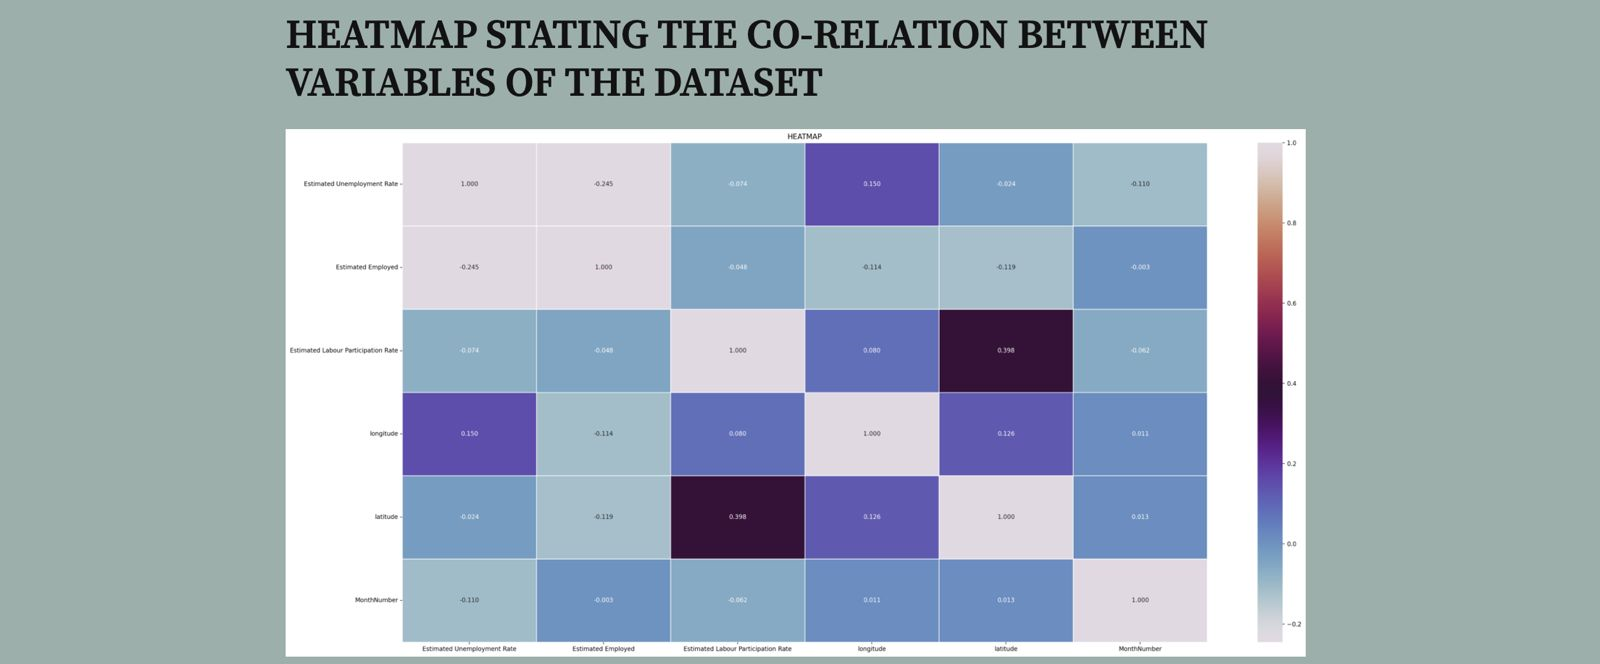 HEATMAP STATING THE CO-RELATION BETWEEN
VARIABLES OF THE DATASET
HEATMAP
Estimated Unemployment Rate
1.000 -0.245 -0.074 0.150 -0.024 -0.110
Estimated Employed
-0.245 1.000 -0.048 -0.114 -0.119 -0.003
Estimated Labour Participation Rate
-0.074 -0.048 1.000 0.080 0.398 -0.062
longitude
0.150 -0.114 0.080 1.000 0.126 0.011
latitude
-0.024 -0.119 0.398 0.126 1.000 0.013
MonthNumber
-0.110 -0.003 -0.062 0.011 0.013 1.000
Estimated Unemployment Rate Estimated Employed Estimated Labour Participation Rate longitude latitude MonthNumber
1.0
0.8
0.6
0.4
0.2
0.0
−0.2